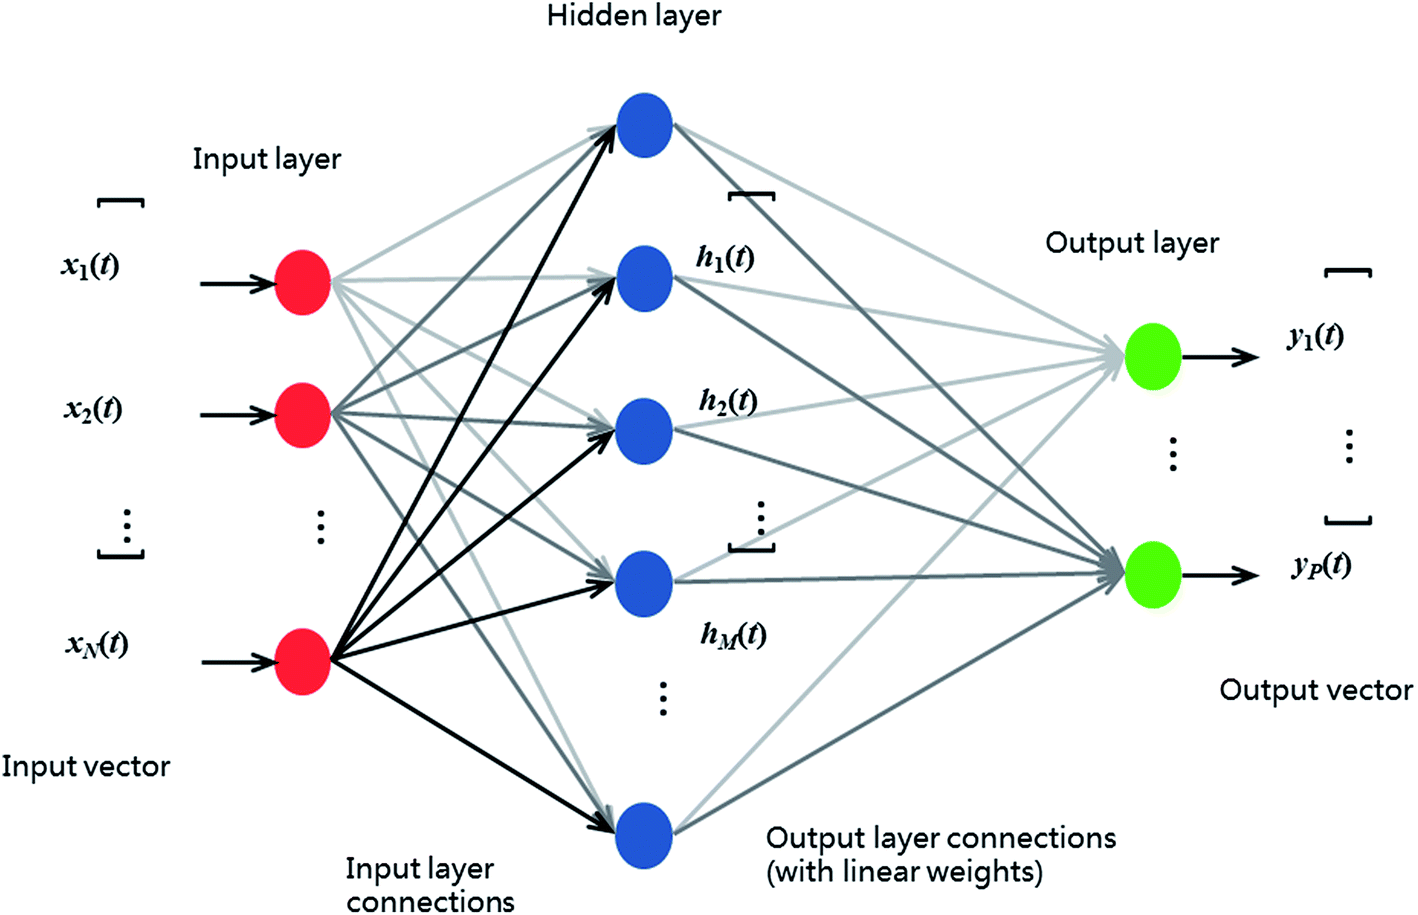 Hidden layer
Input layer
x1(t)
x2(t)
⋮
xN(t)
Input vector
Input layer
connections
h1(t)
h2(t)
⋮
hM(t)
⋮
Output layer connections
(with linear weights)
Output layer
y1(t)
⋮
yP(t)
Output vector